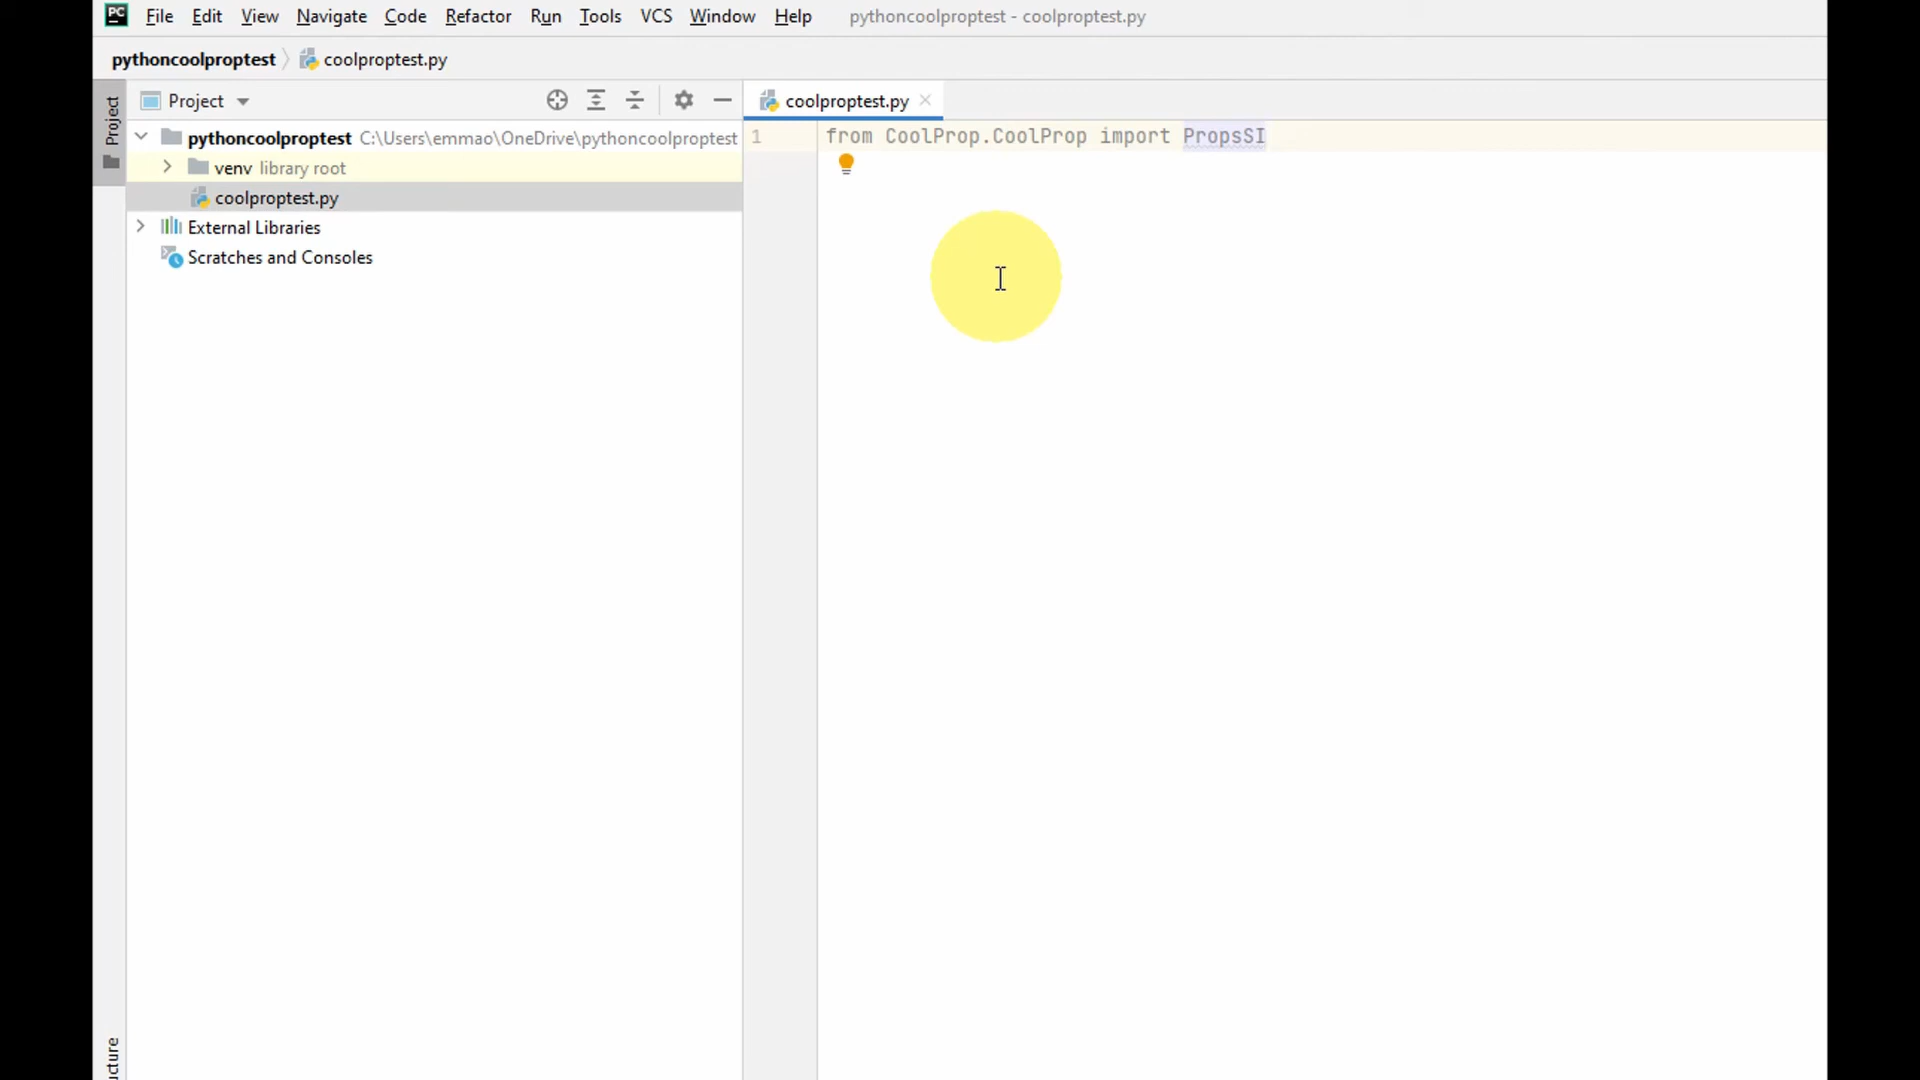 PC File Edit View Navigate Code Refactor Run Tools VCS Window Help pythoncoolproptest - coolproptest.py
pythoncoolproptest coolproptest.py
Project
Project
coolproptest.py
pythoncoolproptest C:\Users\emmao\OneDrive\pythoncoolproptest
venv library root
coolproptest.py
External Libraries
Scratches and Consoles
1 from CoolProp.CoolProp import PropsSI
ucture